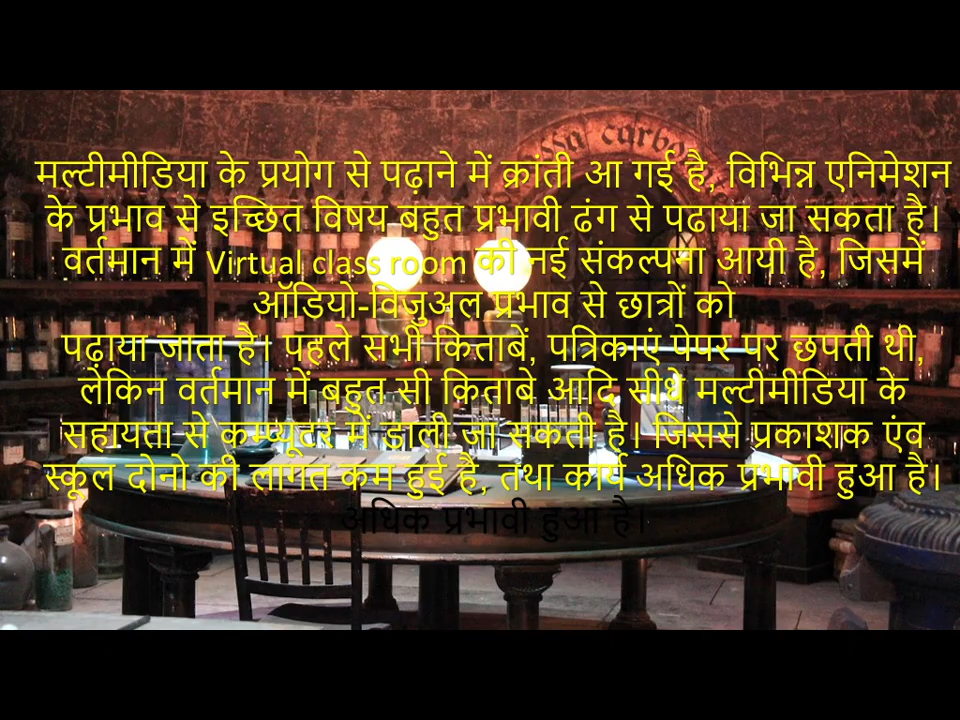 ssa carbo
मल्टीमीडिया के प्रयोग से पढ़ाने में क्रांती आ गई है, विभिन्न एनिमेशन
के प्रभाव से इच्छित विषय बहुत प्रभावी ढंग से पढाया जा सकता है।
वर्तमान में Virtual class room की नई संकल्पना आयी है, जिसमें
ऑडियो-विजुअल प्रभाव से छात्रों को
पढ़ाया जाता है। पहले सभी किताबें, पत्रिकाएं पेपर पर छपती थी,
लेकिन वर्तमान में बहुत सी किताबे आदि सीधे मल्टीमीडिया के
सहायता से कम्प्यूटर में डाली जा सकती है। जिससे प्रकाशक एंव
स्कूल दोनो की लागत कम हुई है, तथा कार्य अधिक प्रभावी हुआ है।
अधिक प्रभावी हुआ है।